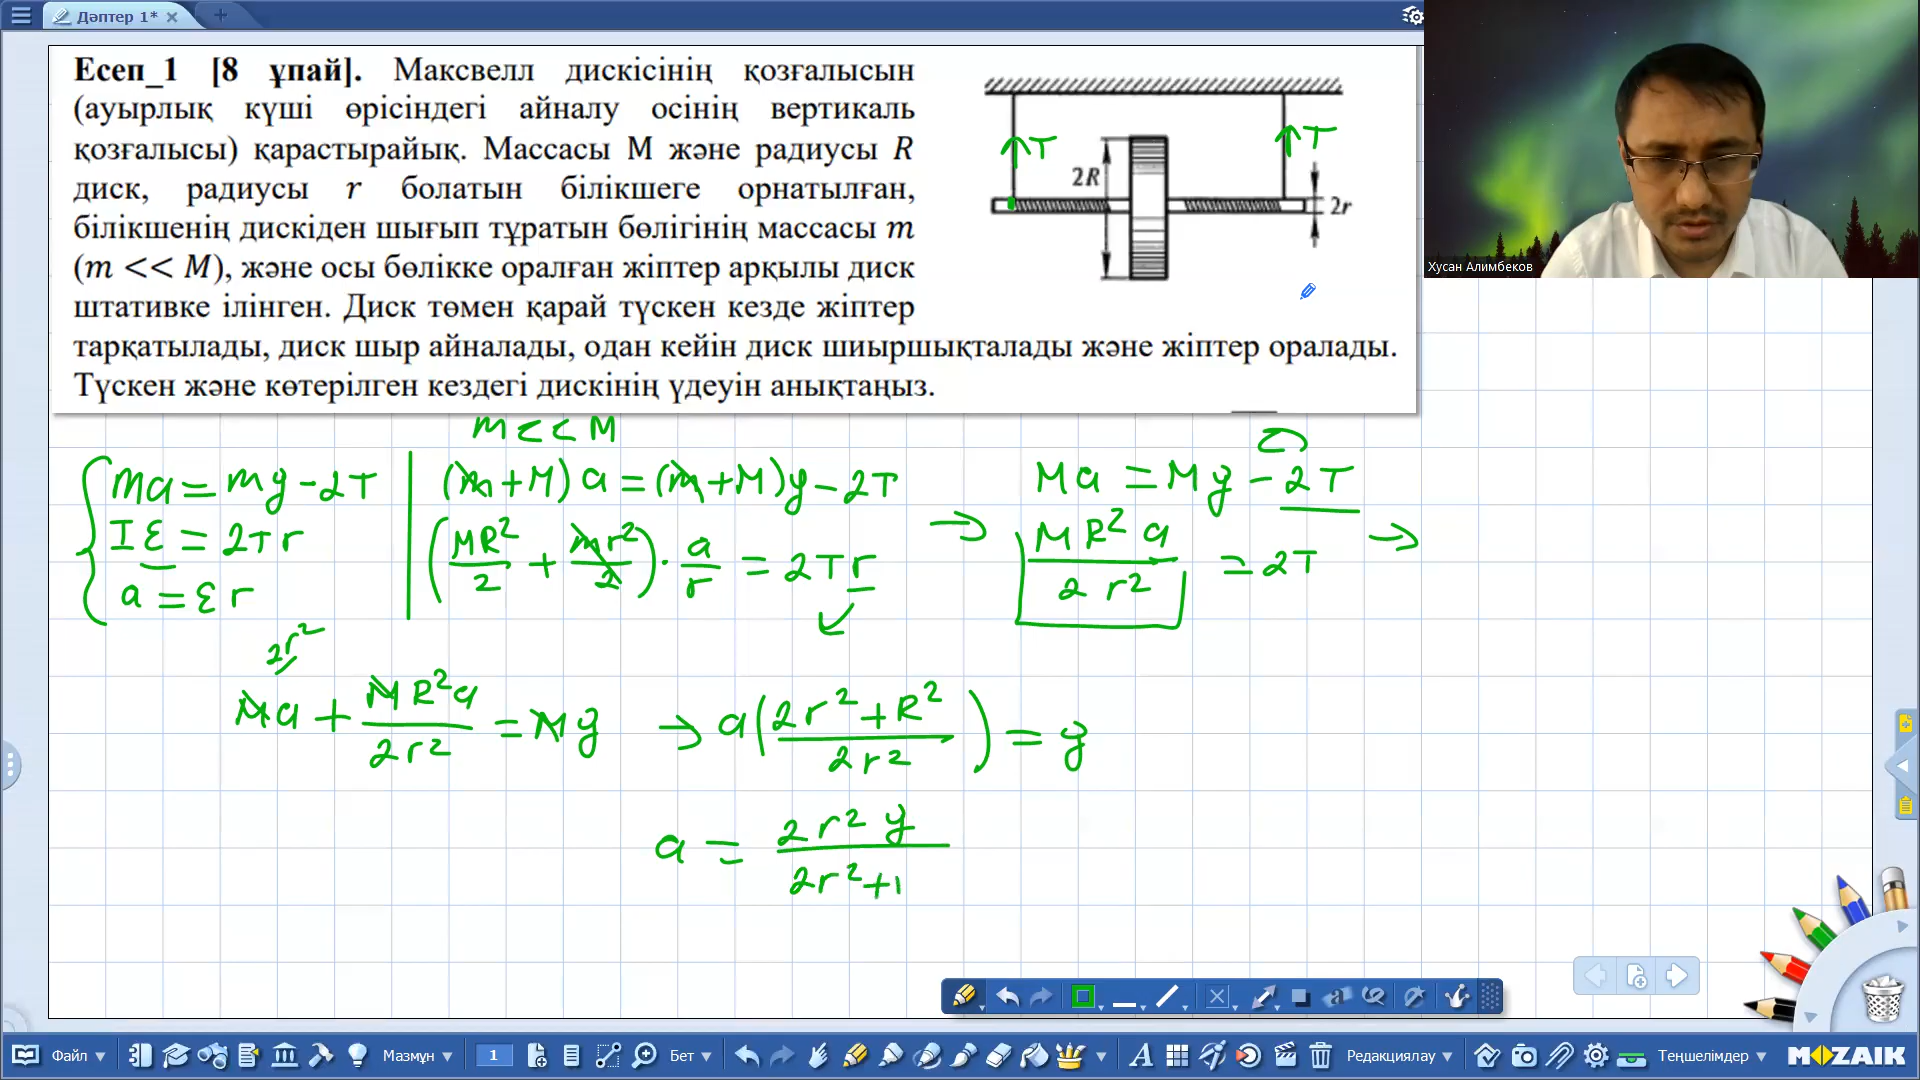 Дәптер 1*
Есеп_1 [8 ұпай]. Максвелл дискісінің қозғалысын
(ауырлық күші өрісіндегі айналу осінің вертикаль
қозғалысы) қарастырайық. Массасы M және радиусы R
диск, радиусы r болатын білікшеге орнатылған,
білікшенің дискіден шығып тұратын бөлігінің массасы m
(m << M), және осы бөлікке оралған жіптер арқылы диск
штативке ілінген. Диск төмен қарай түскен кезде жіптер
тарқатылады, диск шыр айналады, одан кейін диск шиыршықталады және жіптер оралады.
Түскен және көтерілген кездегі дискінің үдеуін анықтаңыз.
T
T
2R
2r
Хусан Алимбеков
m << M
ma = mg - 2T
Iε = 2Tr
a = εr
(m+M) a = (m+M)g - 2T
(MR²/2 + mr²/2) · a/r = 2Tr
→
Ma = Mg - 2T
MR²a / 2r² = 2T
→
2r²
Ma + MR²a / 2r² = Mg → a( (2r² + R²) / 2r² ) = g
a = 2r²g / 2r²+
Файл
Мазмұн
1
Бет
Редакциялау
Теңшелімдер
MOZAIK